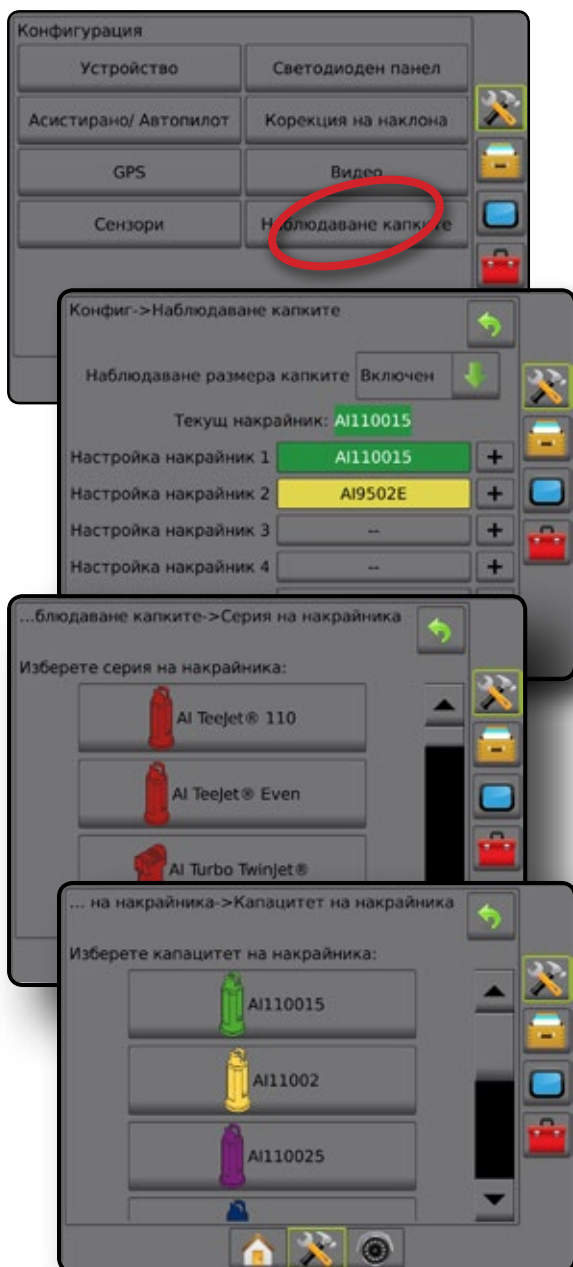 Конфигурация
Устройство
Светодиоден панел
Асистирано/ Автопилот
Корекция на наклона
GPS
Видео
Сензори
Наблюдаване капките
Конфиг->Наблюдаване капките
Наблюдаване размера капките Включен
Текущ накрайник: AI110015
Настройка накрайник 1 AI110015 +
Настройка накрайник 2 AI9502E +
Настройка накрайник 3 -- +
Настройка накрайник 4 -- +
...блюдаване капките->Серия на накрайника
Изберете серия на накрайника:
AI TeeJet® 110
AI TeeJet® Even
AI Turbo TwinJet®
... на накрайника->Капацитет на накрайника
Изберете капацитет на накрайника:
AI110015
AI11002
AI110025